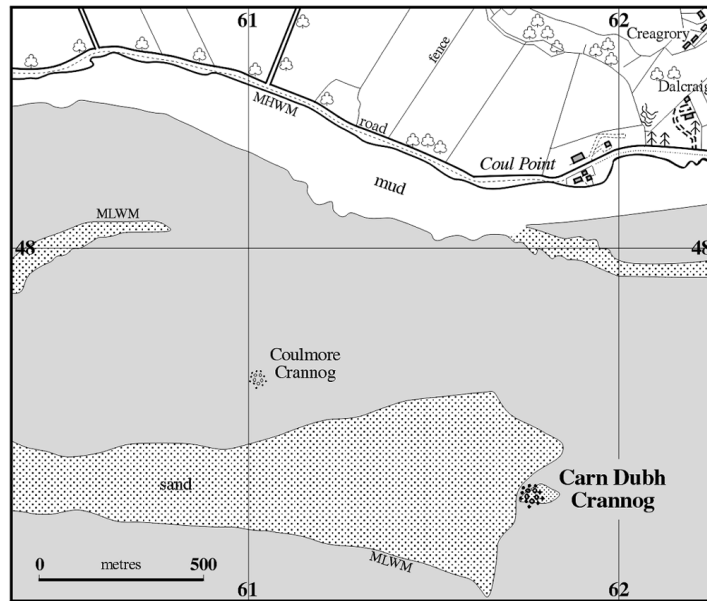 61
62
Creagrory
fence
Dalcraig
MHWM
road
Coul Point
mud
MLWM
48
48
Coulmore
Crannog
Carn Dubh
Crannog
sand
MLWM
0 metres 500
61
62